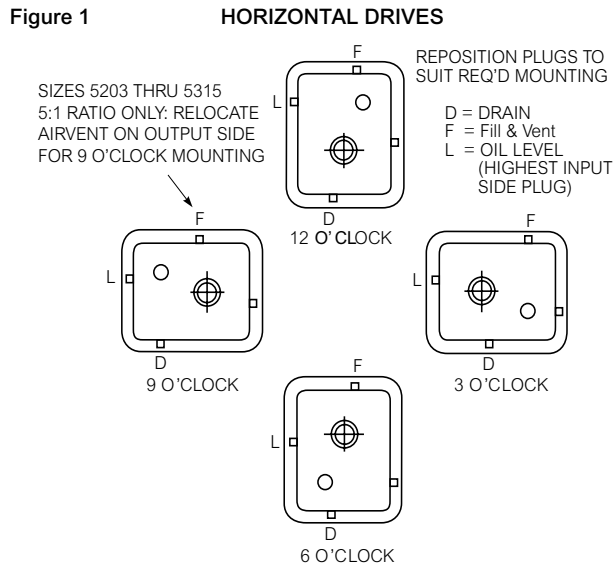 Figure 1
HORIZONTAL DRIVES
SIZES 5203 THRU 5315
5:1 RATIO ONLY: RELOCATE
AIRVENT ON OUTPUT SIDE
FOR 9 O'CLOCK MOUNTING
REPOSITION PLUGS TO
SUIT REQ'D MOUNTING
D = DRAIN
F = Fill & Vent
L = OIL LEVEL
(HIGHEST INPUT
SIDE PLUG)
F
L
D
12 O'CLOCK
F
L
D
9 O'CLOCK
F
L
D
3 O'CLOCK
F
L
D
6 O'CLOCK